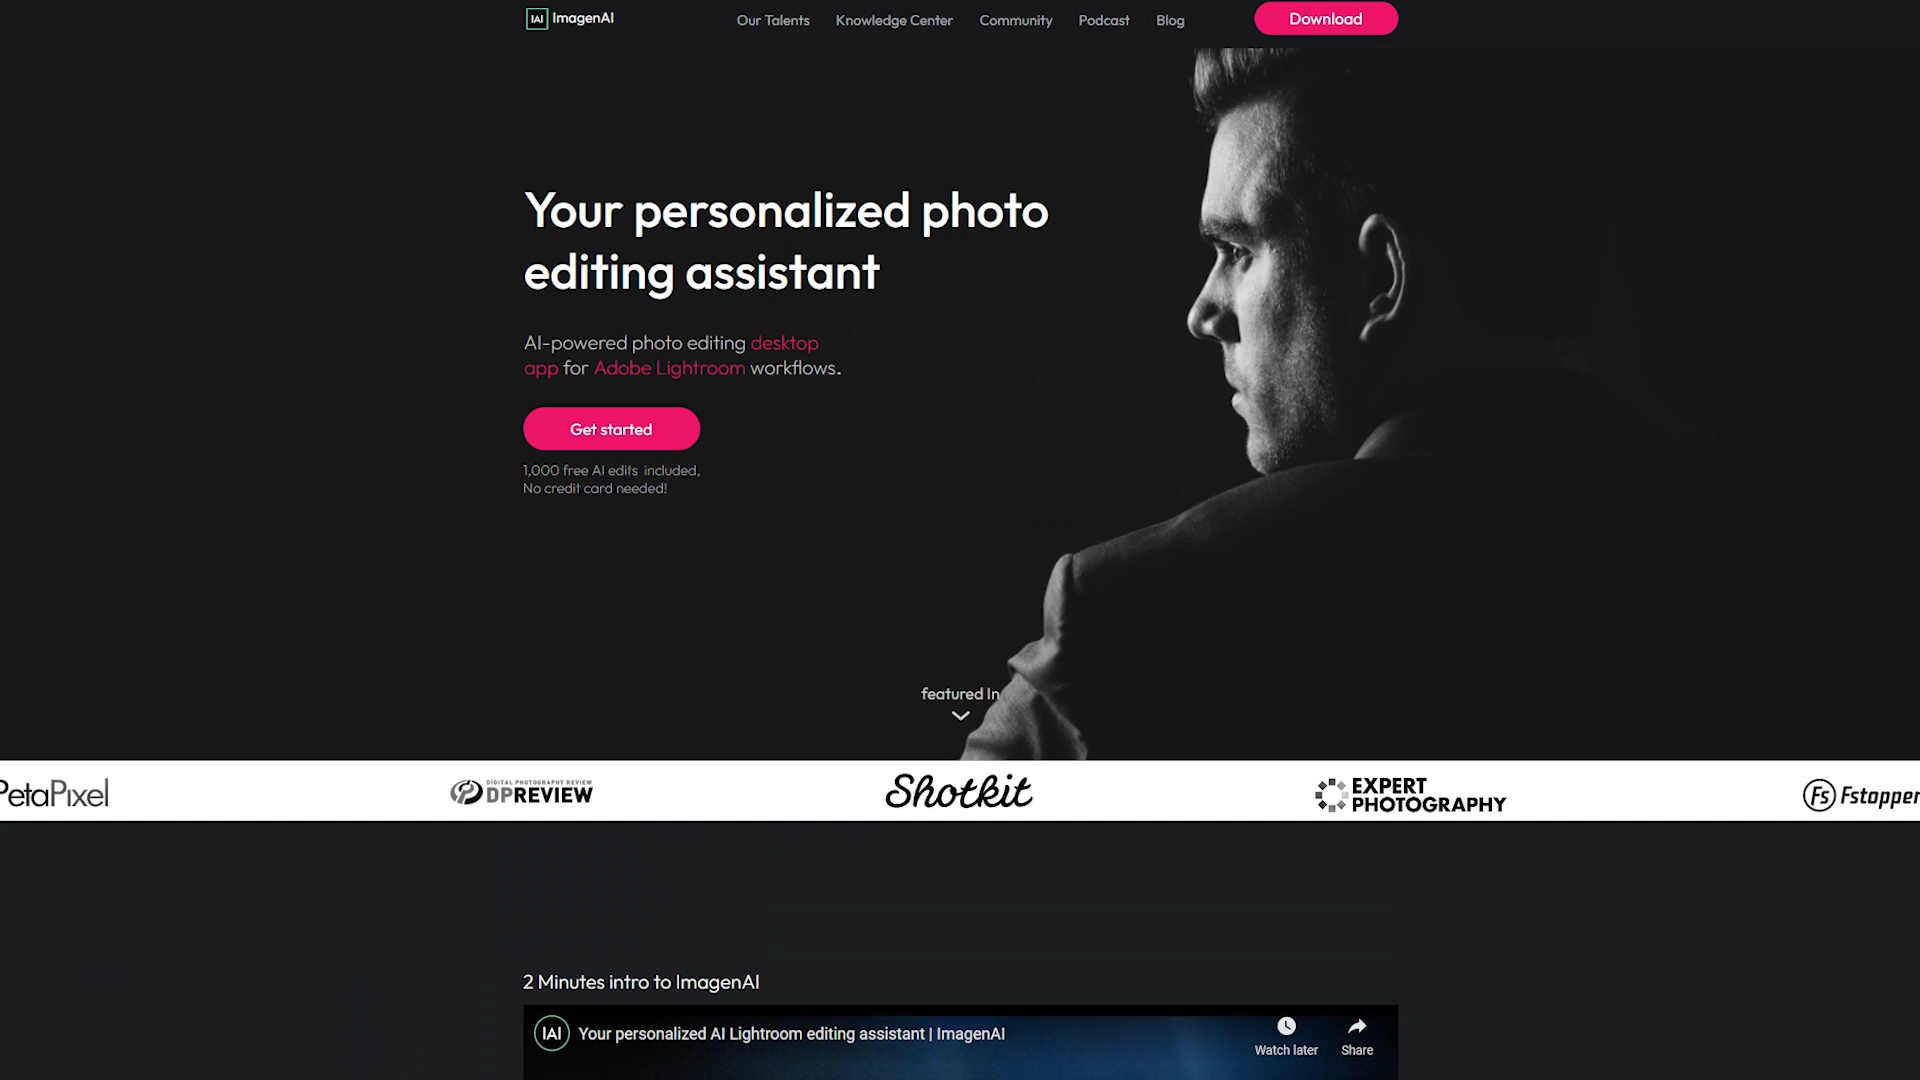 IAI ImagenAI
Our Talents Knowledge Center Community Podcast Blog
Download
Your personalized photo
editing assistant
AI-powered photo editing desktop
app for Adobe Lightroom workflows.
Get started
1,000 free AI edits included,
No credit card needed!
featured In
PetaPixel
DIGITAL PHOTOGRAPHY REVIEW
DPREVIEW
Shotkit
EXPERT
PHOTOGRAPHY
Fs Fstopper
2 Minutes intro to ImagenAI
IAI Your personalized AI Lightroom editing assistant | ImagenAI
Watch later Share